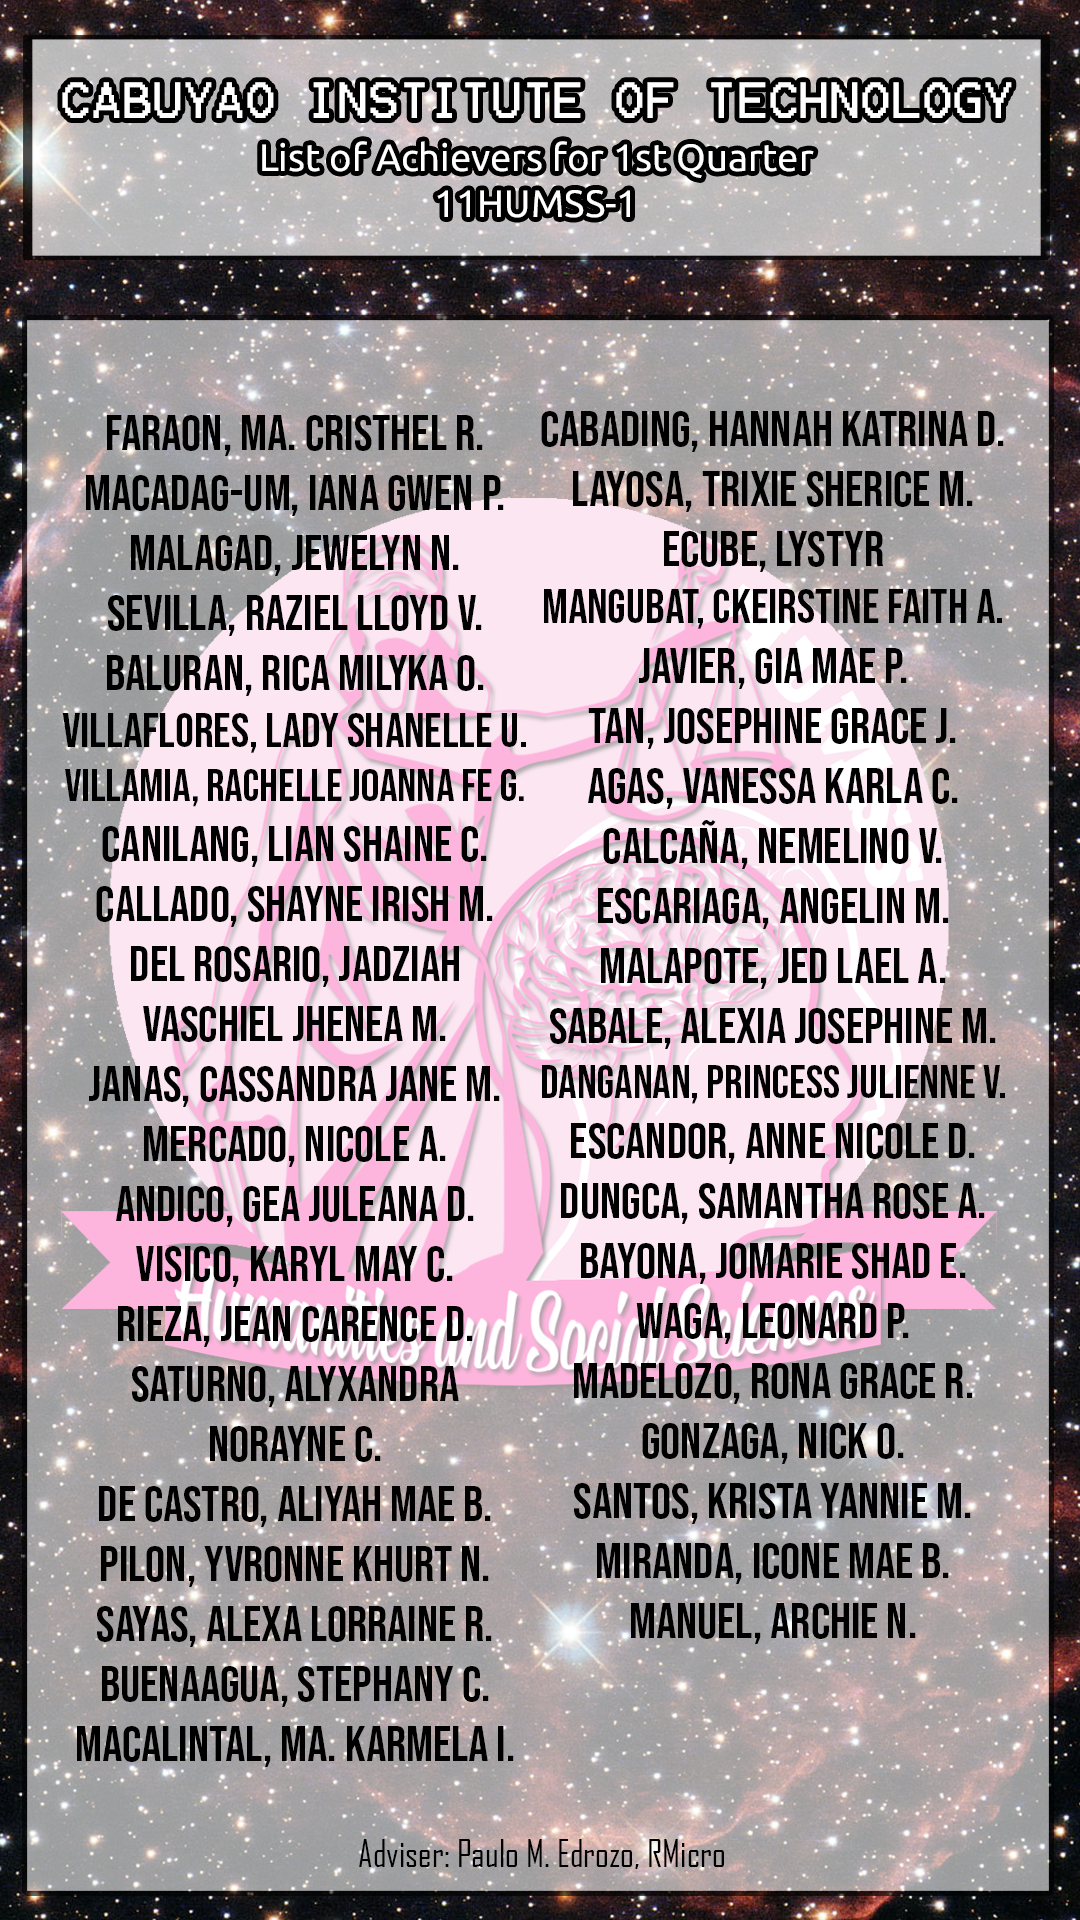 CABUYAO INSTITUTE OF TECHNOLOGY
List of Achievers for 1st Quarter
11HUMSS-1
FARAON, MA. CRISTHEL R.
MACADAG-UM, IANA GWEN P.
MALAGAD, JEWELYN N.
SEVILLA, RAZIEL LLOYD V.
BALURAN, RICA MILYKA O.
VILLAFLORES, LADY SHANELLE U.
VILLAMIA, RACHELLE JOANNA FE G.
CANILANG, LIAN SHAINE C.
CALLADO, SHAYNE IRISH M.
DEL ROSARIO, JADZIAH
VASCHIEL JHENEA M.
JANAS, CASSANDRA JANE M.
MERCADO, NICOLE A.
ANDICO, GEA JULEANA D.
VISICO, KARYL MAY C.
RIEZA, JEAN CARENCE D.
SATURNO, ALYXANDRA
NORAYNE C.
DE CASTRO, ALIYAH MAE B.
PILON, YVRONNE KHURT N.
SAYAS, ALEXA LORRAINE R.
BUENAAGUA, STEPHANY C.
MACALINTAL, MA. KARMELA I.
CABADING, HANNAH KATRINA D.
LAYOSA, TRIXIE SHERICE M.
ECUBE, LYSTYR
MANGUBAT, CKEIRSTINE FAITH A.
JAVIER, GIA MAE P.
TAN, JOSEPHINE GRACE J.
AGAS, VANESSA KARLA C.
CALCAÑA, NEMELINO V.
ESCARIAGA, ANGELIN M.
MALAPOTE, JED LAEL A.
SABALE, ALEXIA JOSEPHINE M.
DANGANAN, PRINCESS JULIENNE V.
ESCANDOR, ANNE NICOLE D.
DUNGCA, SAMANTHA ROSE A.
BAYONA, JOMARIE SHAD E.
WAGA, LEONARD P.
MADELOZO, RONA GRACE R.
GONZAGA, NICK O.
SANTOS, KRISTA YANNIE M.
MIRANDA, ICONE MAE B.
MANUEL, ARCHIE N.
Humanities and Social Sciences
Adviser: Paulo M. Edrozo, RMicro